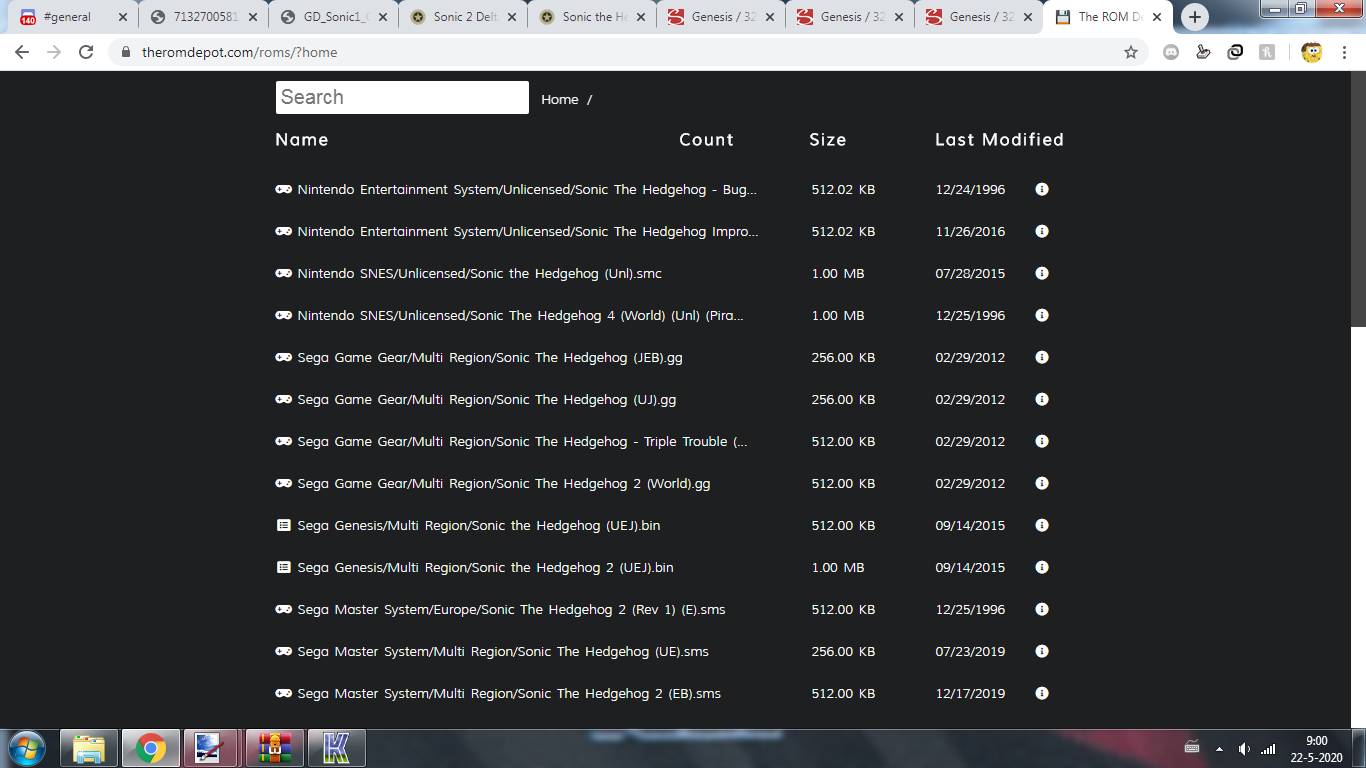 140 #general 7132700581 GD_Sonic1_ Sonic 2 Delt Sonic the He Genesis / 32 Genesis / 32 Genesis / 32 The ROM De
theromdepot.com/roms/?home
Search Home /
Name Count Size Last Modified
Nintendo Entertainment System/Unlicensed/Sonic The Hedgehog - Bug... 512.02 KB 12/24/1996
Nintendo Entertainment System/Unlicensed/Sonic The Hedgehog Impro... 512.02 KB 11/26/2016
Nintendo SNES/Unlicensed/Sonic the Hedgehog (Unl).smc 1.00 MB 07/28/2015
Nintendo SNES/Unlicensed/Sonic The Hedgehog 4 (World) (Unl) (Pira... 1.00 MB 12/25/1996
Sega Game Gear/Multi Region/Sonic The Hedgehog (JEB).gg 256.00 KB 02/29/2012
Sega Game Gear/Multi Region/Sonic The Hedgehog (UJ).gg 256.00 KB 02/29/2012
Sega Game Gear/Multi Region/Sonic The Hedgehog - Triple Trouble (... 512.00 KB 02/29/2012
Sega Game Gear/Multi Region/Sonic The Hedgehog 2 (World).gg 512.00 KB 02/29/2012
Sega Genesis/Multi Region/Sonic the Hedgehog (UEJ).bin 512.00 KB 09/14/2015
Sega Genesis/Multi Region/Sonic the Hedgehog 2 (UEJ).bin 1.00 MB 09/14/2015
Sega Master System/Europe/Sonic The Hedgehog 2 (Rev 1) (E).sms 512.00 KB 12/25/1996
Sega Master System/Multi Region/Sonic The Hedgehog (UE).sms 256.00 KB 07/23/2019
Sega Master System/Multi Region/Sonic The Hedgehog 2 (EB).sms 512.00 KB 12/17/2019
9:00
22-5-2020